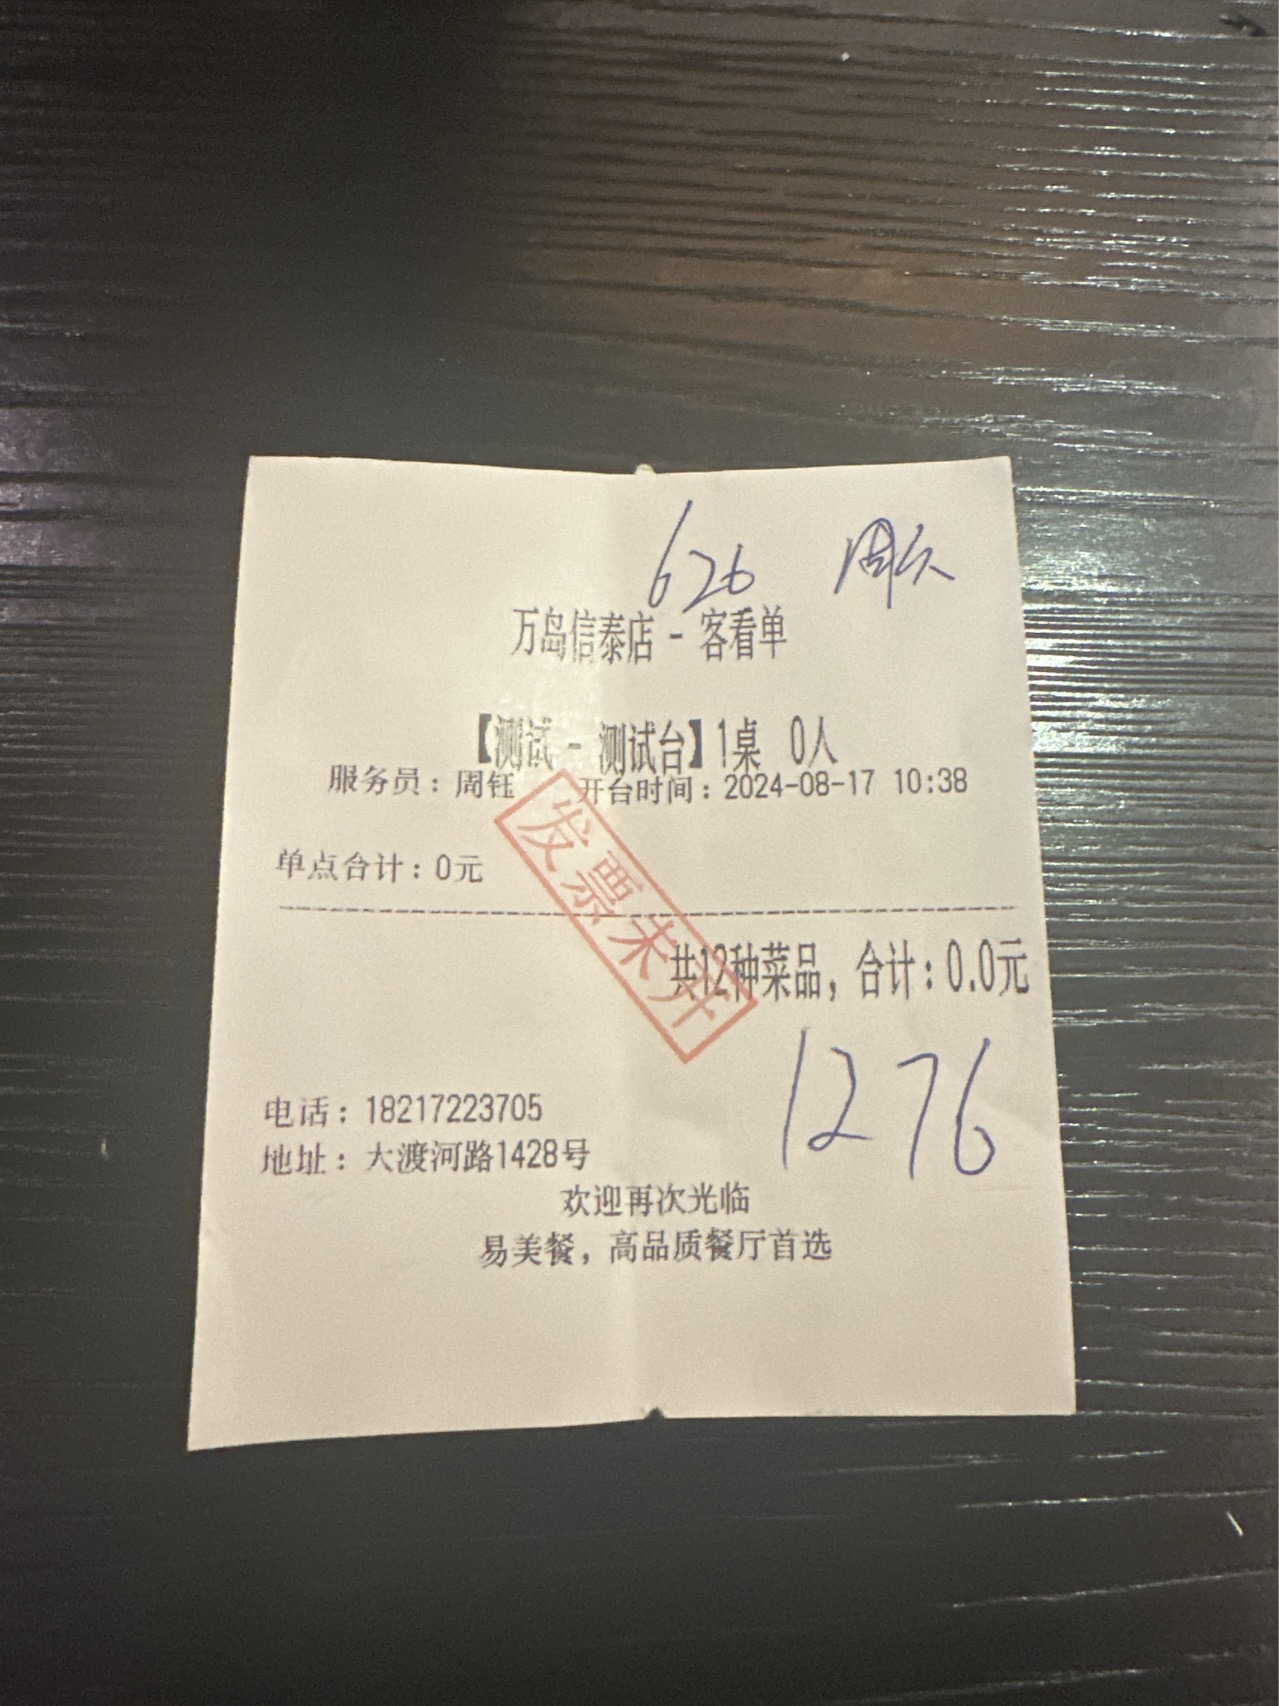 626 周
万岛信泰店 - 客看单
【测试 - 测试台】1桌 0人
服务员：周钰 开台时间：2024-08-17 10:38
单点合计：0元
发票未开
共12种菜品，合计：0.0元
1276
电话：18217223705
地址：大渡河路1428号
欢迎再次光临
易美餐，高品质餐厅首选